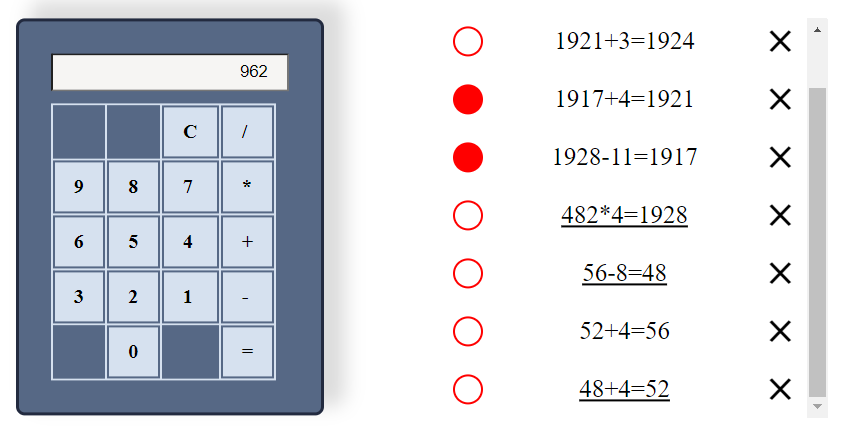 962
C /
9 8 7 *
6 5 4 +
3 2 1 -
0 =
1921+3=1924
1917+4=1921
1928-11=1917
482*4=1928
56-8=48
52+4=56
48+4=52